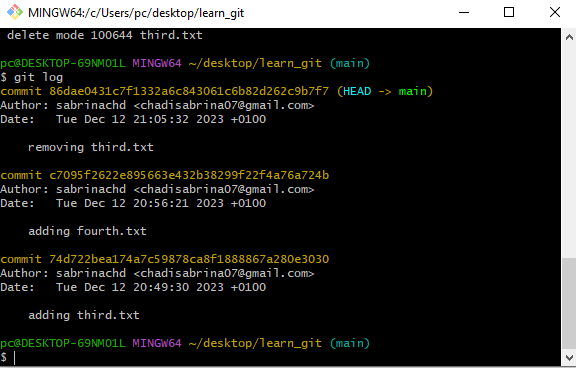 MINGW64:/c/Users/pc/desktop/learn_git
delete mode 100644 third.txt
pc@DESKTOP-69NMO1L MINGW64 ~/desktop/learn_git (main)
$ git log
commit 86dae0431c7f1332a6c843061c6b82d262c9b7f7 (HEAD -> main)
Author: sabrinachd <chadisabrina07@gmail.com>
Date:   Tue Dec 12 21:05:32 2023 +0100
removing third.txt
commit c7095f2622e895663e432b38299f22f4a76a724b
Author: sabrinachd <chadisabrina07@gmail.com>
Date:   Tue Dec 12 20:56:21 2023 +0100
adding fourth.txt
commit 74d722bea174a7c59878ca8f1888867a280e3030
Author: sabrinachd <chadisabrina07@gmail.com>
Date:   Tue Dec 12 20:49:30 2023 +0100
adding third.txt
pc@DESKTOP-69NMO1L MINGW64 ~/desktop/learn_git (main)
$